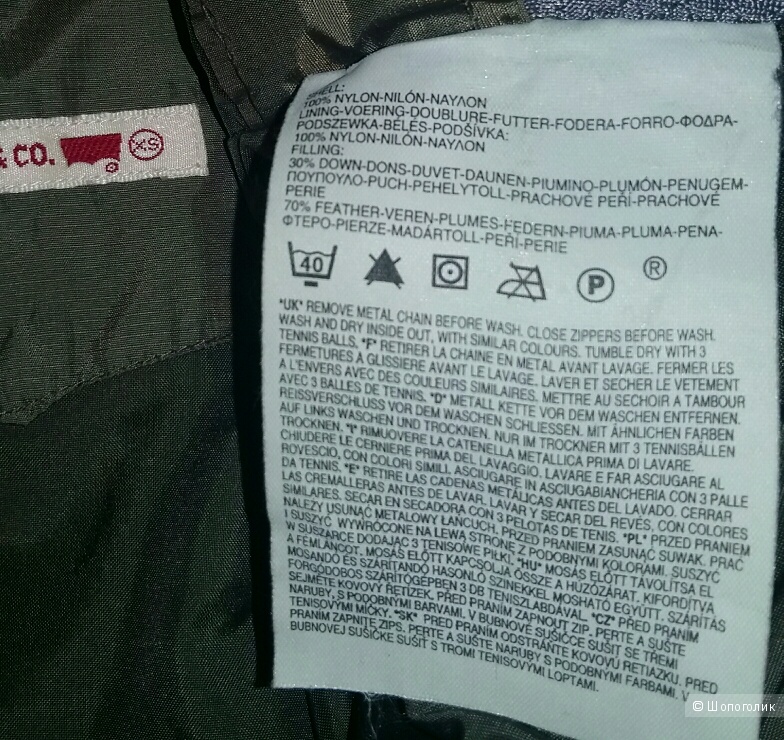 & CO. XS
SHELL:
100% NYLON-NILÓN-ΝΑΥΛΟΝ
LINING-VOERING-DOUBLURE-FUTTER-FODERA-FORRO-ΦΟΔΡΑ-
PODSZEWKA-BÉLÉS-PODŠÍVKA:
100% NYLON-NILÓN-ΝΑΥΛΟΝ
FILLING:
30% DOWN-DONS-DUVET-DAUNEN-PIUMINO-PLUMÓN-PENUGEM-
ΠΟΥΠΟΥΛΟ-PUCH-PEHELYTOLL-PRACHOVÉ PEŘÍ-PRACHOVÉ
PERIE
70% FEATHER-VEREN-PLUMES-FEDERN-PIUMA-PLUMA-PENA-
ΦΤΕΡΟ-PIERZE-MADÁRTOLL-PEŘÍ-PERIE
40 P ®
*UK* REMOVE METAL CHAIN BEFORE WASH. CLOSE ZIPPERS BEFORE WASH.
WASH AND DRY INSIDE OUT, WITH SIMILAR COLOURS. TUMBLE DRY WITH 3
TENNIS BALLS. *F* RETIRER LA CHAINE EN METAL AVANT LAVAGE. FERMER LES
FERMETURES A GLISSIERE AVANT LE LAVAGE. LAVER ET SECHER LE VETEMENT
A L'ENVERS AVEC DES COULEURS SIMILAIRES. METTRE AU SECHOIR A TAMBOUR
AVEC 3 BALLES DE TENNIS. *D* METALL KETTE VOR DEM WASCHEN ENTFERNEN.
REISSVERSCHLUSS VOR DEM WASCHEN SCHLIESSEN. MIT ÄHNLICHEN FARBEN
AUF LINKS WASCHEN UND TROCKNEN. NUR IM TROCKNER MIT 3 TENNISBÄLLEN
TROCKNEN. *I* RIMUOVERE LA CATENELLA METALLICA PRIMA DI LAVARE.
CHIUDERE LE CERNIERE PRIMA DEL LAVAGGIO. LAVARE E FAR ASCIUGARE AL
ROVESCIO, CON COLORI SIMILI. ASCIUGARE IN ASCIUGABIANCHERIA CON 3 PALLE
DA TENNIS. *E* RETIRE LAS CADENAS METÁLICAS ANTES DEL LAVADO. CERRAR
LAS CREMALLERAS ANTES DE LAVAR. LAVAR Y SECAR DEL REVÉS, CON COLORES
SIMILARES. SECAR EN SECADORA CON 3 PELOTAS DE TENIS. *PL* PRZED PRANIEM
NALEŻY USUNĄĆ METALOWY ŁAŃCUCH. PRZED PRANIEM ZASUNĄĆ SUWAK. PRAĆ
I SUSZYĆ WYWRÓCONE NA LEWĄ STRONĘ Z PODOBNYMI KOLORAMI. SUSZYĆ
W SUSZARCE DODAJĄC 3 TENISOWE PIŁKI. *HU* MOSÁS ELŐTT TÁVOLÍTSA EL
A FÉMLÁNCOT. MOSÁS ELŐTT KAPCSOLJA ÖSSZE A HÚZÓZÁRAT. KIFORDÍTVA
MOSANDÓ ÉS SZÁRÍTANDÓ HASONLÓ SZÍNEKKEL MOSHATÓ EGYÜTT. SZÁRÍTÁS
FORGÓDOBOS SZÁRÍTÓGÉPBEN 3 DB TENISZLABDÁVAL. *CZ* PŘED PRANÍM
SEJMĚTE KOVOVÝ ŘETÍZEK. PŘED PRANÍM ZAPNOUT ZIP. PERTE A SUŠTE
NARUBY, S PODOBNÝMI BARVAMI. V BUBNOVÉ SUŠIČCE SUŠIT SE TŘEMI
TENISOVÝMI MÍČKY. *SK* PRED PRANÍM ODSTRÁŇTE KOVOVÚ RETIAZKU. PRED
PRANÍM ZAPNITE ZIPS. PERTE A SUŠTE NARUBY S PODOBNÝMI FARBAMI. V
BUBNOVEJ SUŠIČKE SUŠIŤ S TROMI TENISOVÝMI LOPTAMI.
© Шопоголик